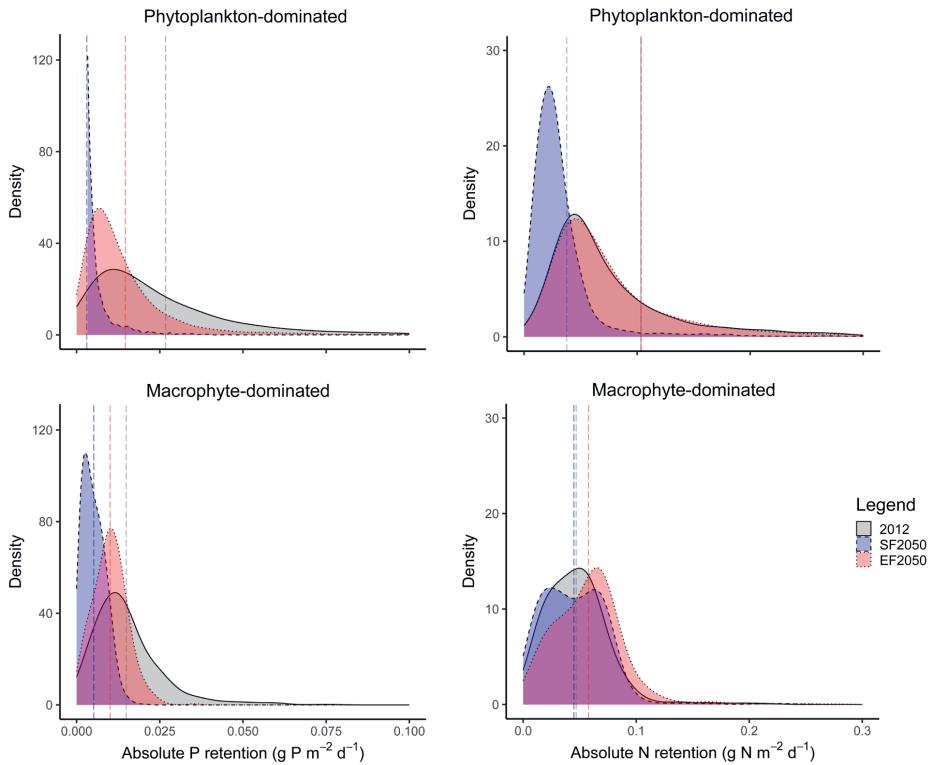 Phytoplankton-dominated
Phytoplankton-dominated
Density
120
80
40
0
Density
30
20
10
0
Macrophyte-dominated
Macrophyte-dominated
Density
120
80
40
0
0.000
0.025
0.050
0.075
0.100
Absolute P retention (g P m⁻² d⁻¹)
Density
30
20
10
0
0.0
0.1
0.2
0.3
Absolute N retention (g N m⁻² d⁻¹)
Legend
2012
SF2050
EF2050